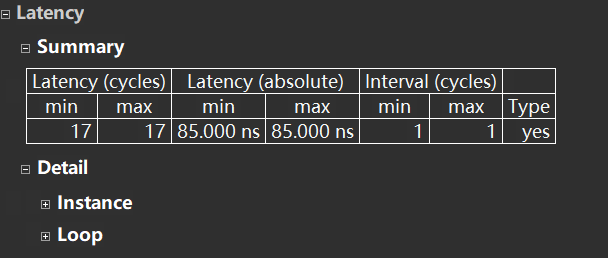 Latency
Summary
Latency (cycles) Latency (absolute) Interval (cycles)
min max min max min max Type
17 17 85.000 ns 85.000 ns 1 1 yes
Detail
Instance
Loop